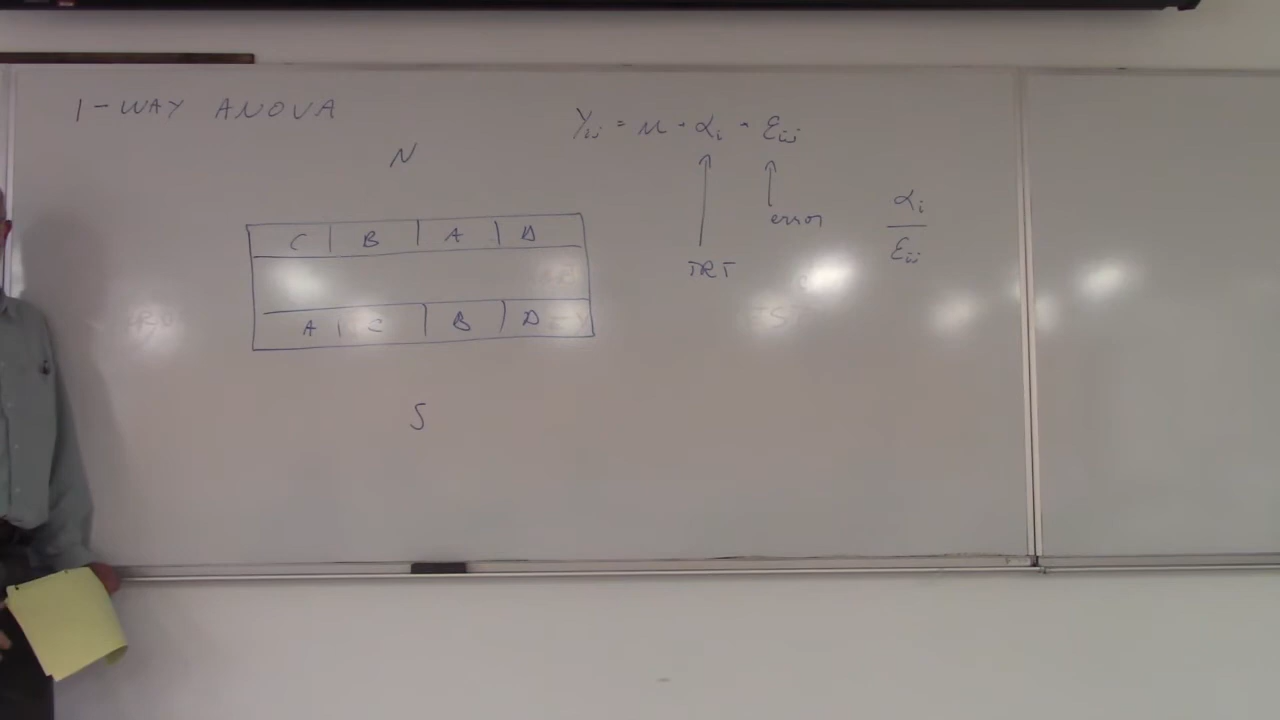 1-WAY ANOVA
Yij = μ + αi + εij
N
error
αi
εij
C | B | A | D
TRT
A | C | B | D
S